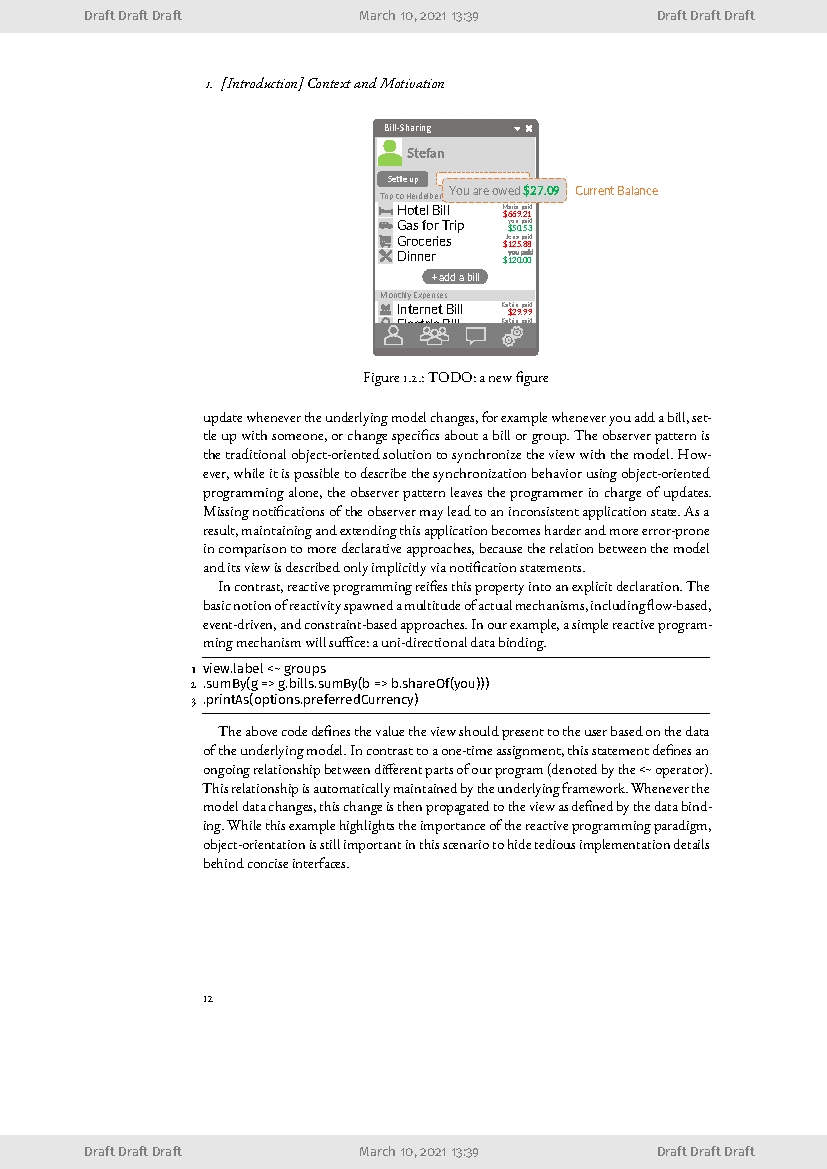 Draft Draft Draft March 10, 2021 13:39 Draft Draft Draft
1. [Introduction] Context and Motivation
Bill-Sharing
Stefan
Settle up
You are owed $27.09 Current Balance
Trip to Heidelber
Maria paid
Hotel Bill $669.21
you paid
Gas for Trip $50.53
Jens paid
Groceries $125.88
you paid
Dinner $120.00
+ add a bill
Monthly Expenses
Katrin paid
Internet Bill $29.99
Katrin paid
Electric Bill
Figure 1.2.: TODO: a new figure
update whenever the underlying model changes, for example whenever you add a bill, set-
tle up with someone, or change specifics about a bill or group. The observer pattern is
the traditional object-oriented solution to synchronize the view with the model. How-
ever, while it is possible to describe the synchronization behavior using object-oriented
programming alone, the observer pattern leaves the programmer in charge of updates.
Missing notifications of the observer may lead to an inconsistent application state. As a
result, maintaining and extending this application becomes harder and more error-prone
in comparison to more declarative approaches, because the relation between the model
and its view is described only implicitly via notification statements.
In contrast, reactive programming reifies this property into an explicit declaration. The
basic notion of reactivity spawned a multitude of actual mechanisms, including flow-based,
event-driven, and constraint-based approaches. In our example, a simple reactive program-
ming mechanism will suffice: a uni-directional data binding.
1 view.label <~ groups
2 .sumBy(g => g.bills.sumBy(b => b.shareOf(you)))
3 .printAs(options.preferredCurrency)
The above code defines the value the view should present to the user based on the data
of the underlying model. In contrast to a one-time assignment, this statement defines an
ongoing relationship between different parts of our program (denoted by the <~ operator).
This relationship is automatically maintained by the underlying framework. Whenever the
model data changes, this change is then propagated to the view as defined by the data bind-
ing. While this example highlights the importance of the reactive programming paradigm,
object-orientation is still important in this scenario to hide tedious implementation details
behind concise interfaces.
12
Draft Draft Draft March 10, 2021 13:39 Draft Draft Draft